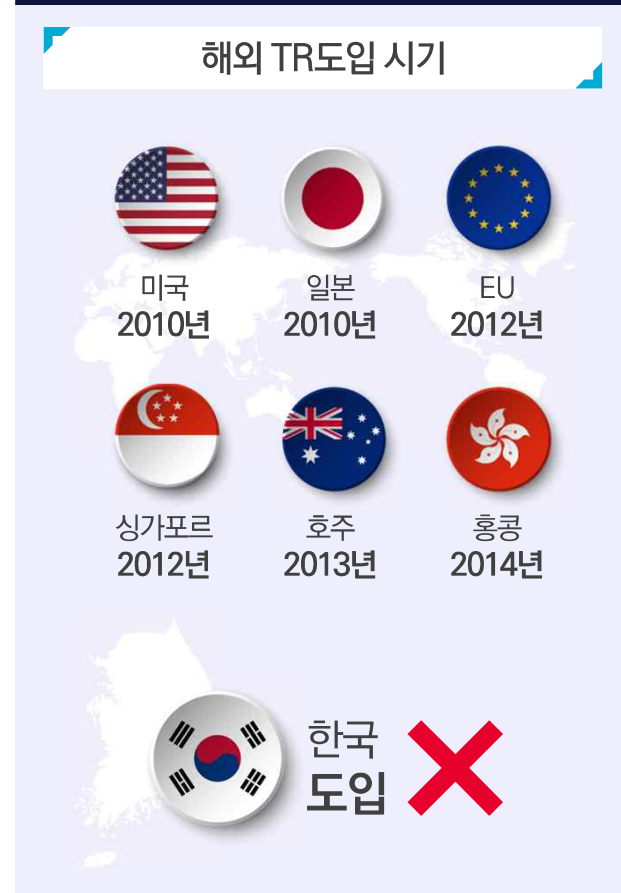 해외 TR도입 시기
미국 일본 EU
2010년 2010년 2012년
싱가포르 호주 홍콩
2012년 2013년 2014년
한국
도입